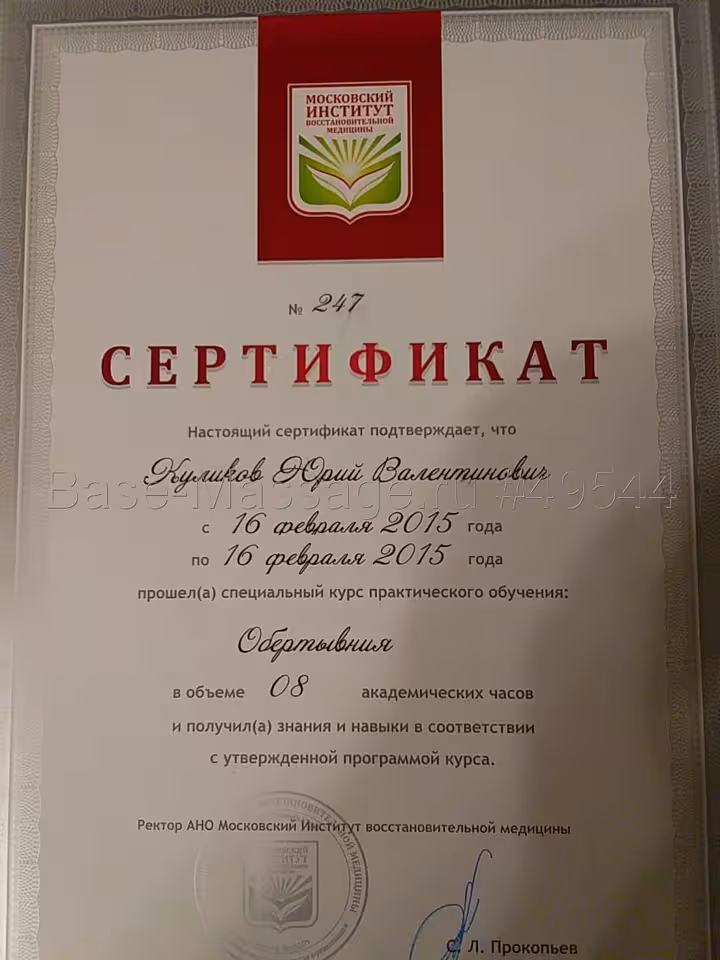 МОСКОВСКИЙ
ИНСТИТУТ
ВОССТАНОВИТЕЛЬНОЙ
МЕДИЦИНЫ
№ 247
СЕРТИФИКАТ
Настоящий сертификат подтверждает, что
Куликов Юрий Валентинович
Base-Massage.ru #49544
с 16 февраля 2015 года
по 16 февраля 2015 года
прошел(а) специальный курс практического обучения:
Обертывния
в объеме 08 академических часов
и получил(а) знания и навыки в соответствии
с утвержденной программой курса.
Ректор АНО Московский Институт восстановительной медицины
С. Л. Прокопьев